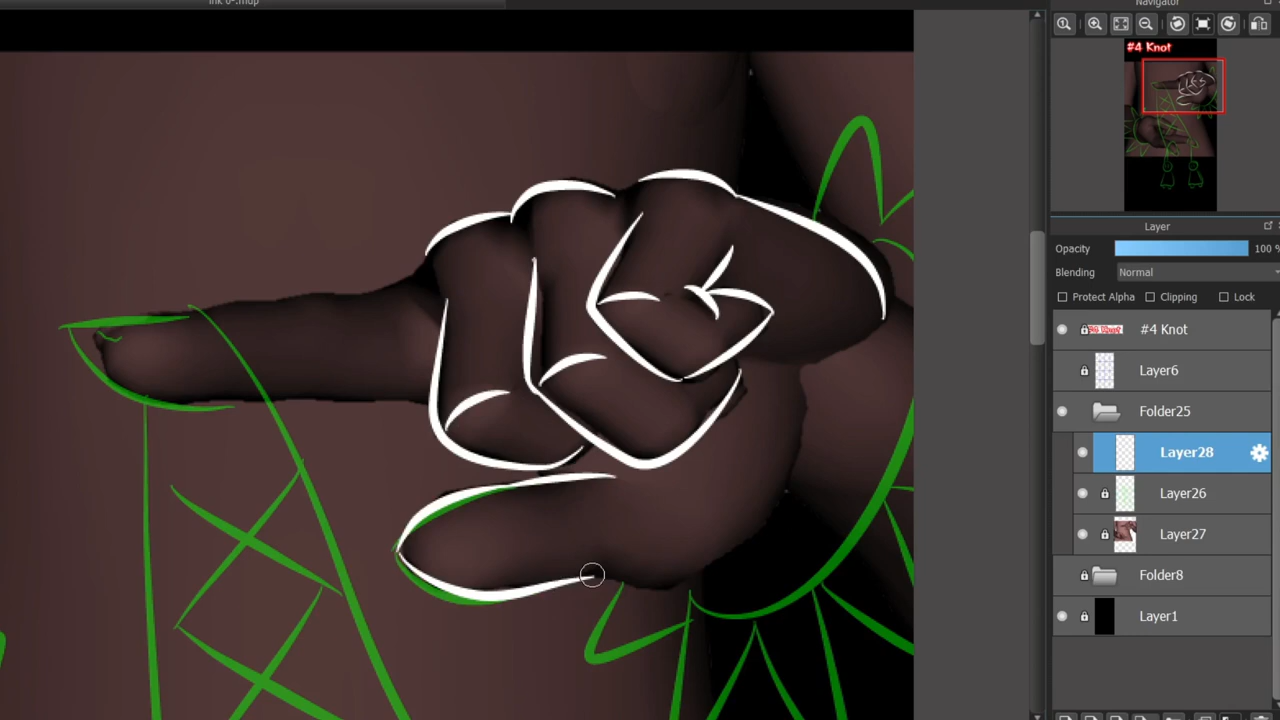 ink 6*.mdp
Navigator
#4 Knot
Layer
Opacity 100 %
Blending Normal
Protect Alpha Clipping Lock
#4 Knot
Layer6
Folder25
Layer28
Layer26
Layer27
Folder8
Layer1